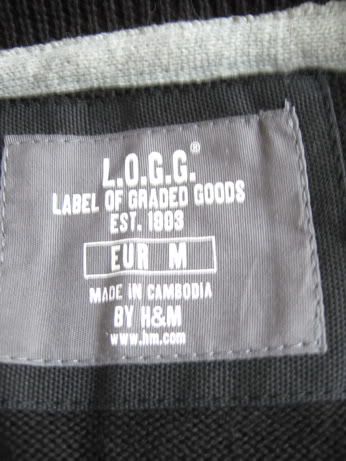 L.O.G.G.®
LABEL OF GRADED GOODS
EST. 1993
EUR M
MADE IN CAMBODIA
BY H&M
www.hm.com